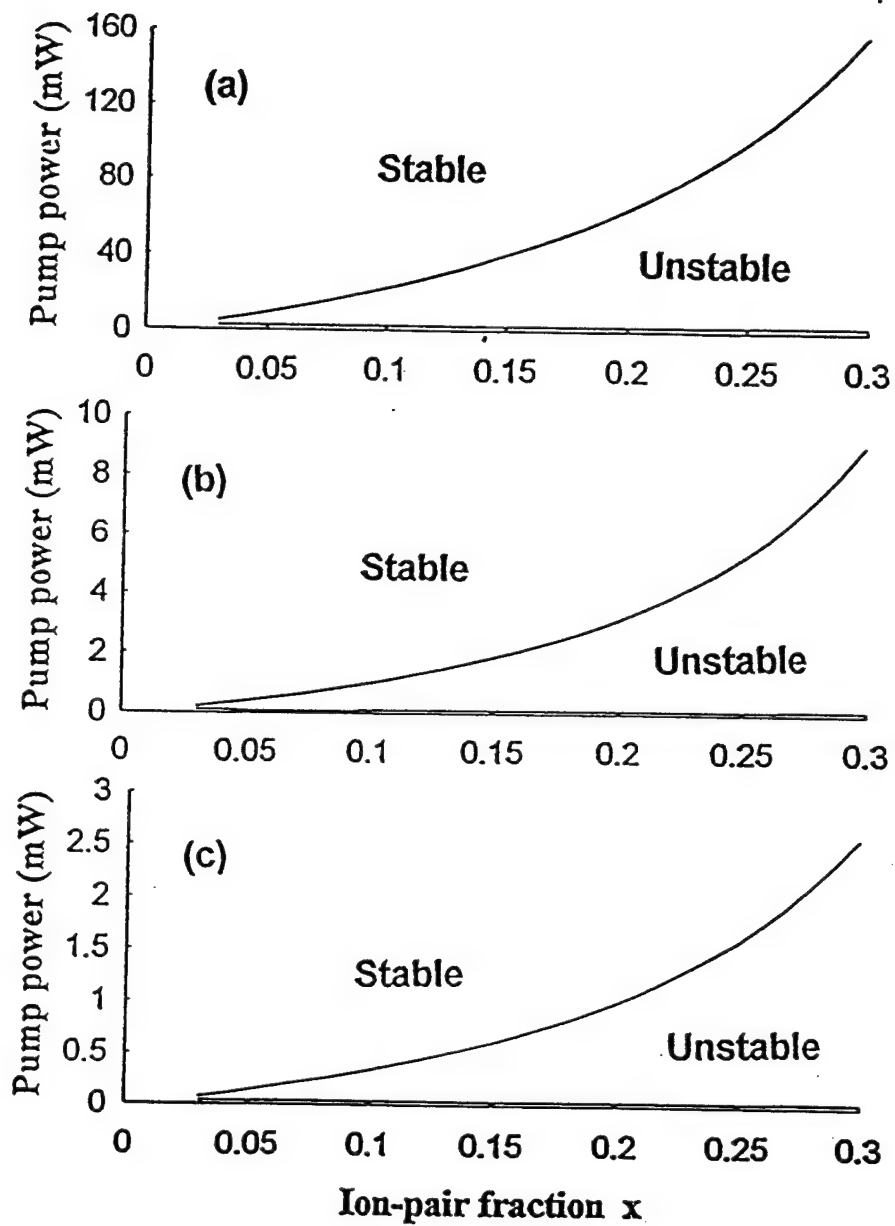 160
120
80
40
0
Pump power (mW)
(a)
Stable
Unstable
0 0.05 0.1 0.15 0.2 0.25 0.3
10
8
6
4
2
0
Pump power (mW)
(b)
Stable
Unstable
0 0.05 0.1 0.15 0.2 0.25 0.3
3
2.5
2
1.5
1
0.5
0
Pump power (mW)
(c)
Stable
Unstable
0 0.05 0.1 0.15 0.2 0.25 0.3
Ion-pair fraction x